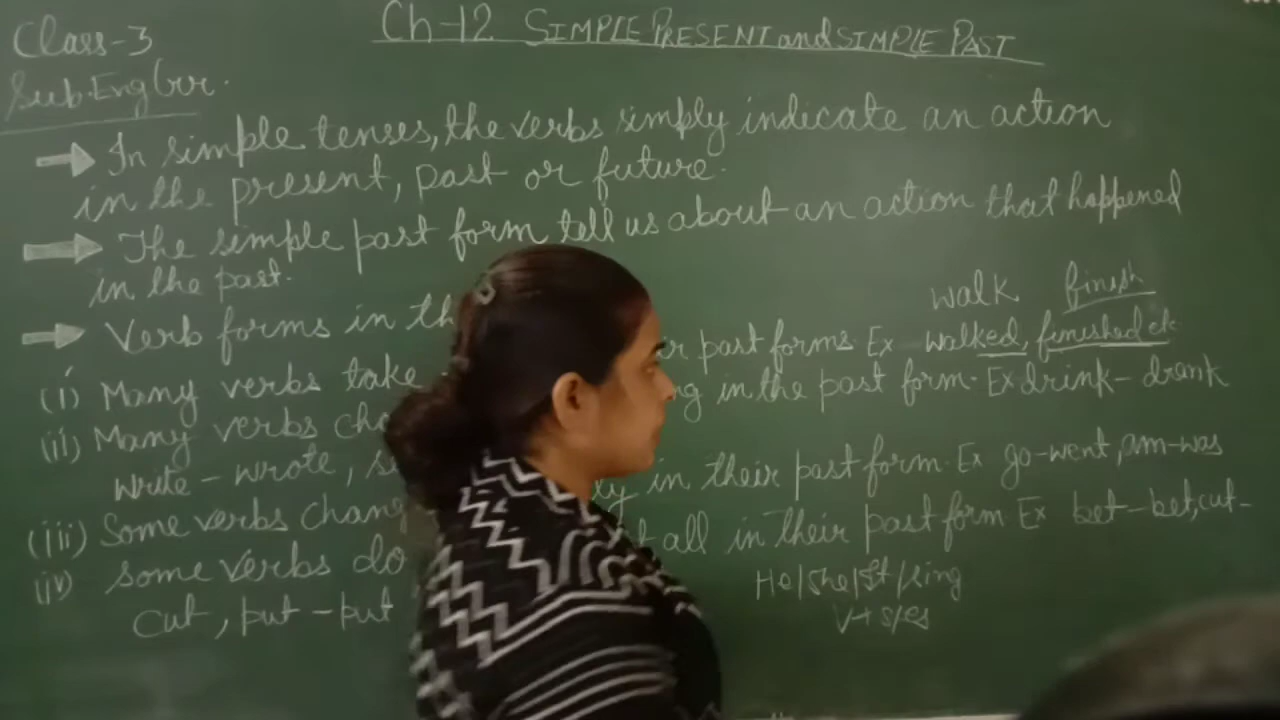 Class-3
Ch-12 SIMPLE PRESENT and SIMPLE PAST
Sub. Eng Gr.
In simple tenses, the verbs simply indicate an action
in the present, past or future.
The simple past form tell us about an action that happened
in the past.
walk finish
Verb forms in
(i) Many verbs take past forms Ex walked, finished etc
(ii) Many verbs in the past form. Ex drink - drank
write - wrote,
(iii) Some verbs in their past form. Ex go-went, am-was
(iv) some verbs do all in their past form Ex bet - bet, cut-
cut, put - put
He/She/It/sing
V+s/es